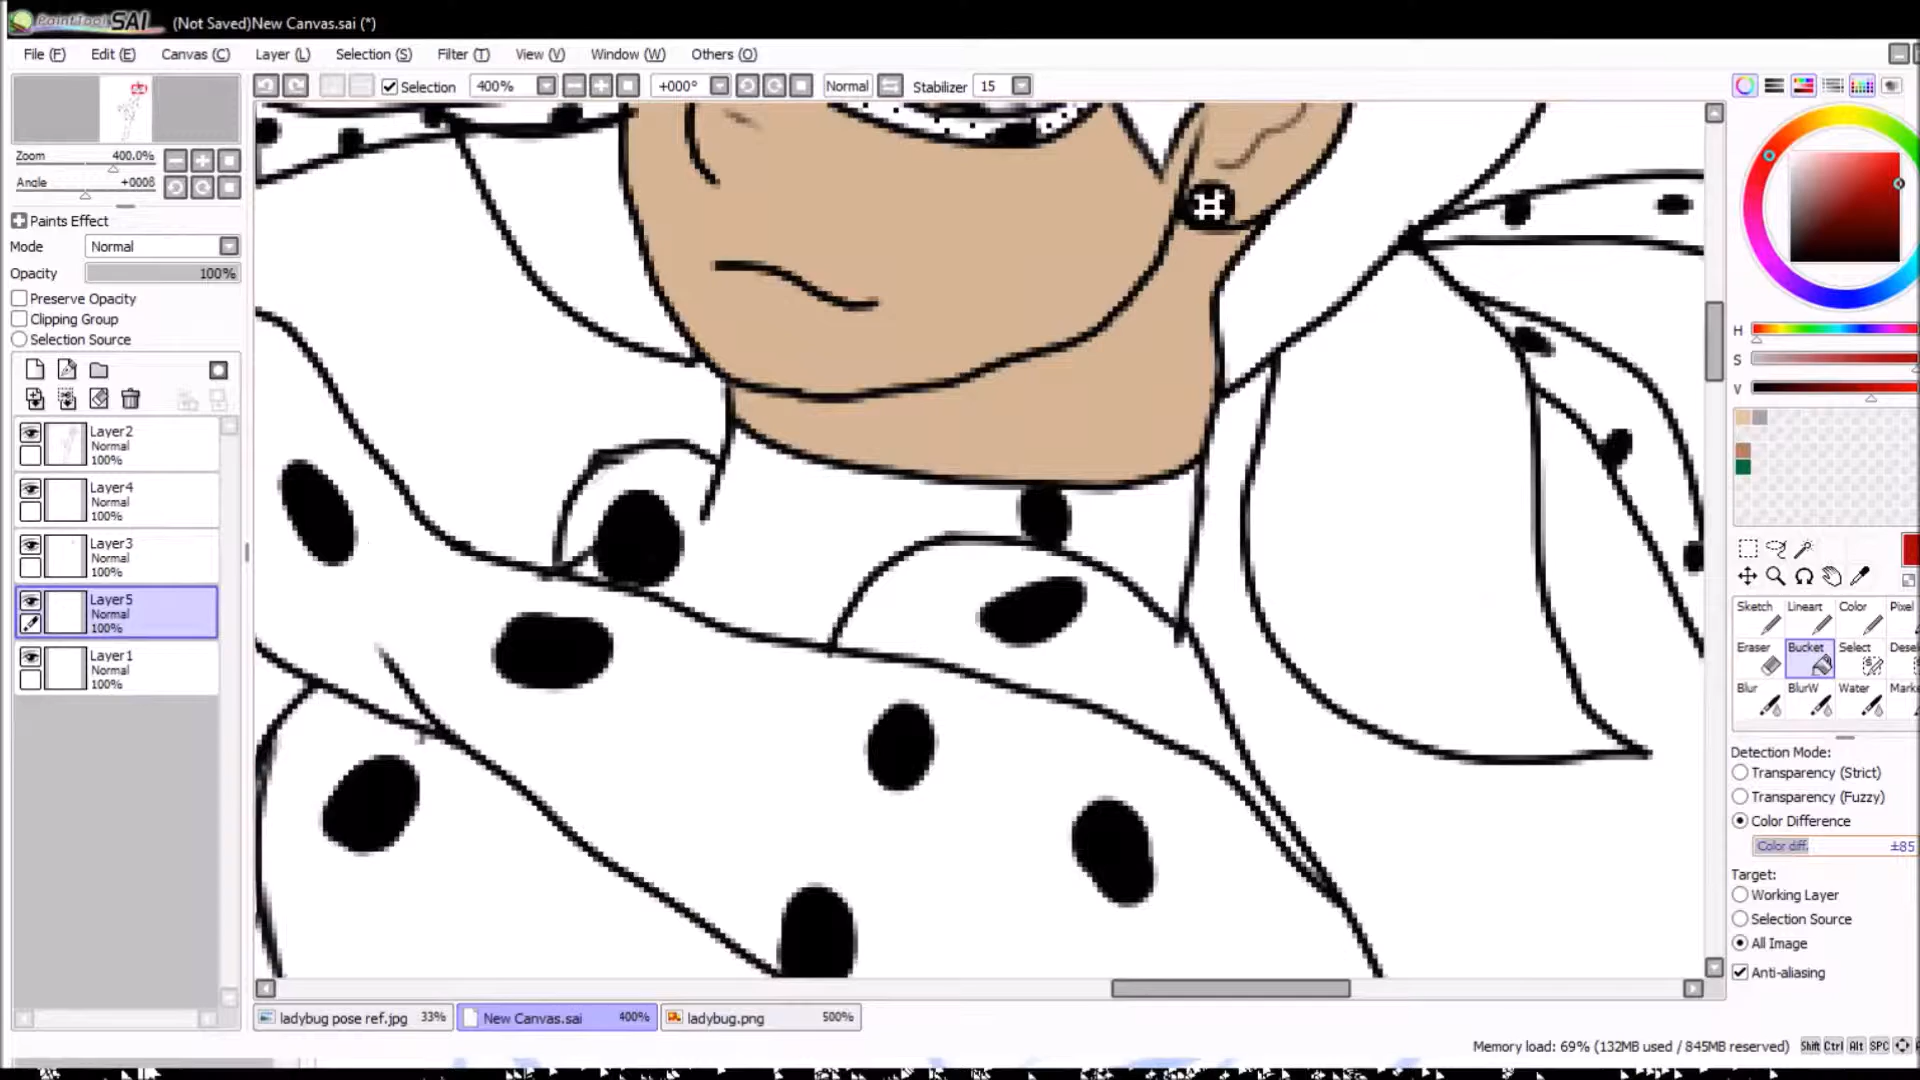 PaintTool SAI (Not Saved)New Canvas.sai (*)
File (F) Edit (E) Canvas (C) Layer (L) Selection (S) Filter (T) View (V) Window (W) Others (O)
Selection 400% +000° Normal Stabilizer 15
Zoom 400.0%
Angle +000ß
Paints Effect
Mode Normal
Opacity 100%
Preserve Opacity
Clipping Group
Selection Source
Layer2
Normal
100%
Layer4
Normal
100%
Layer3
Normal
100%
Layer5
Normal
100%
Layer1
Normal
100%
H
S
V
Sketch Lineart Color Pixel
Eraser Bucket Select Dese
Blur BlurW Water Mark
Detection Mode:
Transparency (Strict)
Transparency (Fuzzy)
Color Difference
Color diff. ±85
Target:
Working Layer
Selection Source
All Image
Anti-aliasing
ladybug pose ref.jpg 33% New Canvas.sai 400% ladybug.png 500%
Memory load: 69% (132MB used / 845MB reserved) Shift Ctrl Alt SPC